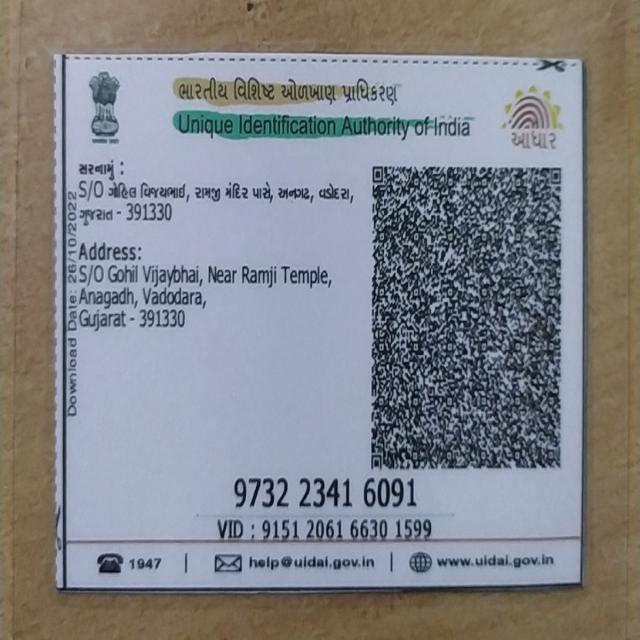 ભારતીય વિશિષ્ટ ઓળખાણ પ્રાધિકરણ
Unique Identification Authority of India
આધાર
સરનામું :
S/O ગોહિલ વિજયભાઈ, રામજી મંદિર પાસે, અનગઢ, વડોદરા,
ગુજરાત - 391330
Address:
S/O Gohil Vijaybhai, Near Ramji Temple,
Anagadh, Vadodara,
Gujarat - 391330
Download Date: 26/10/2022
9732 2341 6091
VID : 9151 2061 6630 1599
1947 | help@uidai.gov.in | www.uidai.gov.in